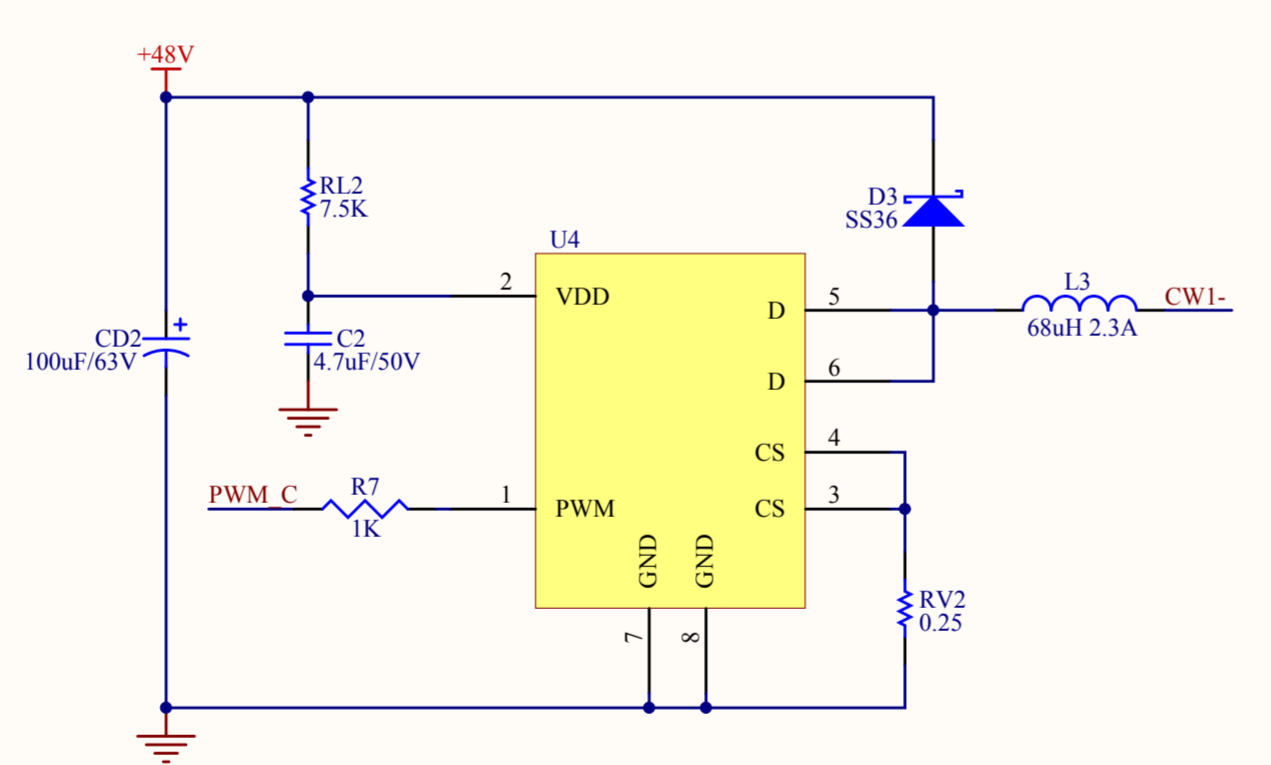 +48V
RL2
7.5K
D3
SS36
U4
2
VDD
D
5
L3
CW1-
68uH 2.3A
CD2
+
100uF/63V
C2
4.7uF/50V
D
6
CS
4
PWM_C
R7
1K
1
PWM
CS
3
GND
GND
7
8
RV2
0.25